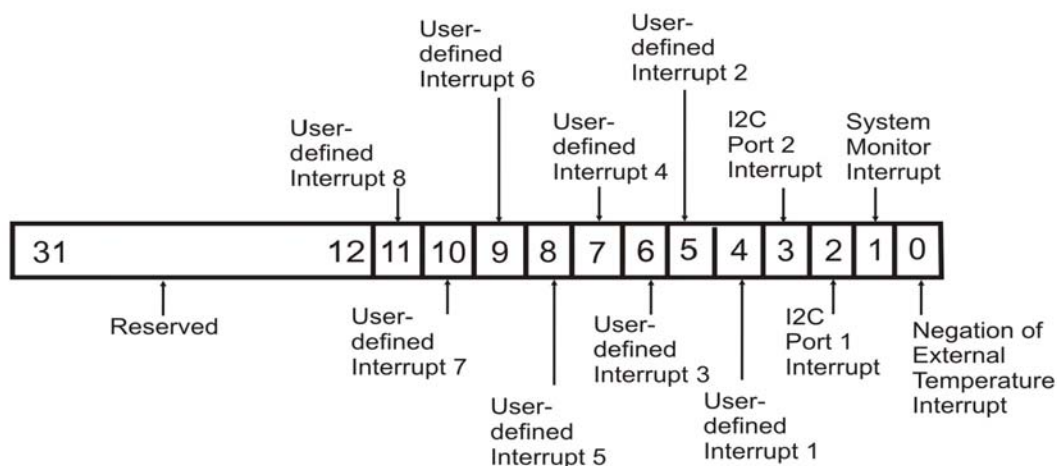 User-
defined
Interrupt 6
User-
defined
Interrupt 2
User-
defined
Interrupt 8
User-
defined
Interrupt 4
I2C
Port 2
Interrupt
System
Monitor
Interrupt
31 12 11 10 9 8 7 6 5 4 3 2 1 0
Reserved
User-
defined
Interrupt 7
User-
defined
Interrupt 5
User-
defined
Interrupt 3
User-
defined
Interrupt 1
I2C
Port 1
Interrupt
Negation of
External
Temperature
Interrupt